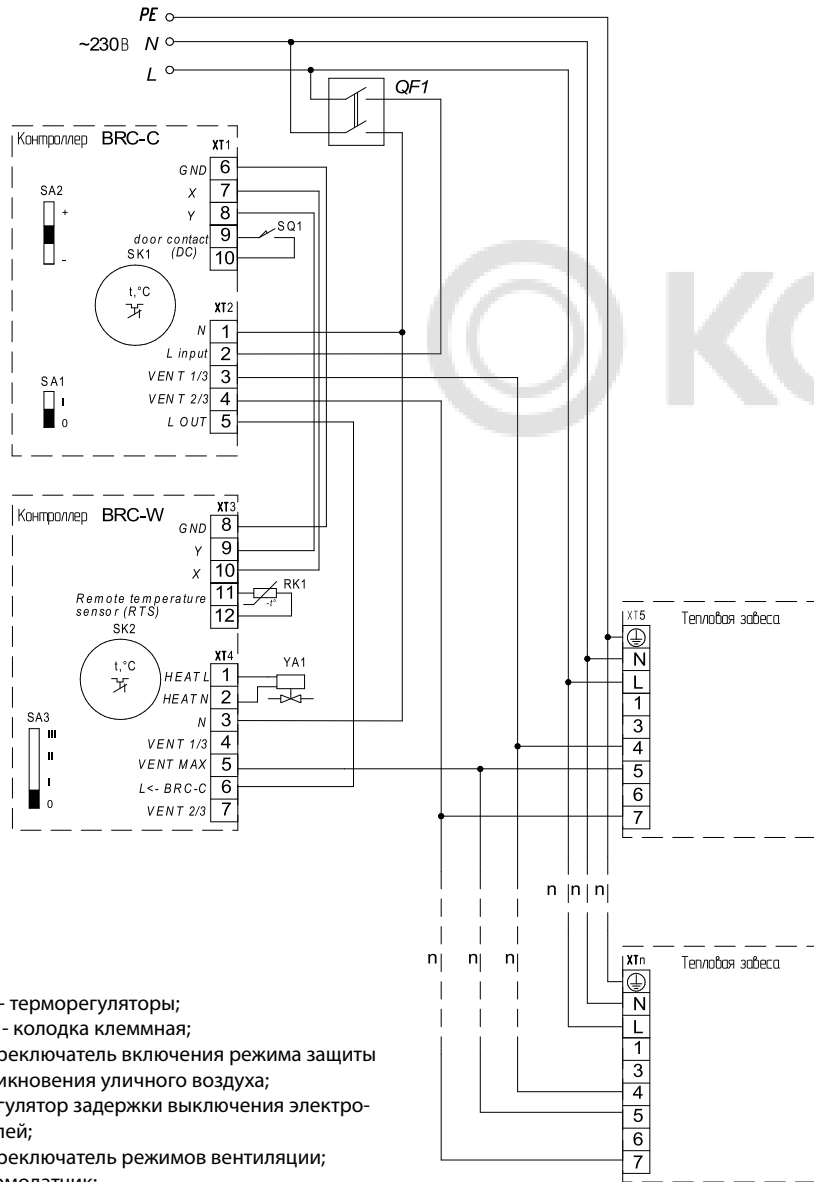 PE
~230В N
L
QF1
Контроллер BRC-C
XT1
GND 6
X 7
SA2
Y 8
+
SQ1
door contact 9
(DC) 10
-
SK1
t,°C
XT2
N 1
L input 2
VENT 1/3 3
SA1
I
VENT 2/3 4
0
L OUT 5
КО
Контроллер BRC-W
XT3
GND 8
Y 9
X 10
RK1
Remote temperature 11
sensor (RTS) 12
-t°
SK2
t,°C
XT4
YA1
HEAT L 1
HEAT N 2
N 3
SA3
III
VENT 1/3 4
II
VENT MAX 5
I
L<- BRC-C 6
0
VENT 2/3 7
XT5 Тепловая завеса
N
L
1
3
4
5
6
7
n n n
n n n
XTn Тепловая завеса
N
L
1
3
4
5
6
7
- терморегуляторы;
- колодка клеммная;
реключатель включения режима защиты
икновения уличного воздуха;
гулятор задержки выключения электро-
лей;
реключатель режимов вентиляции;